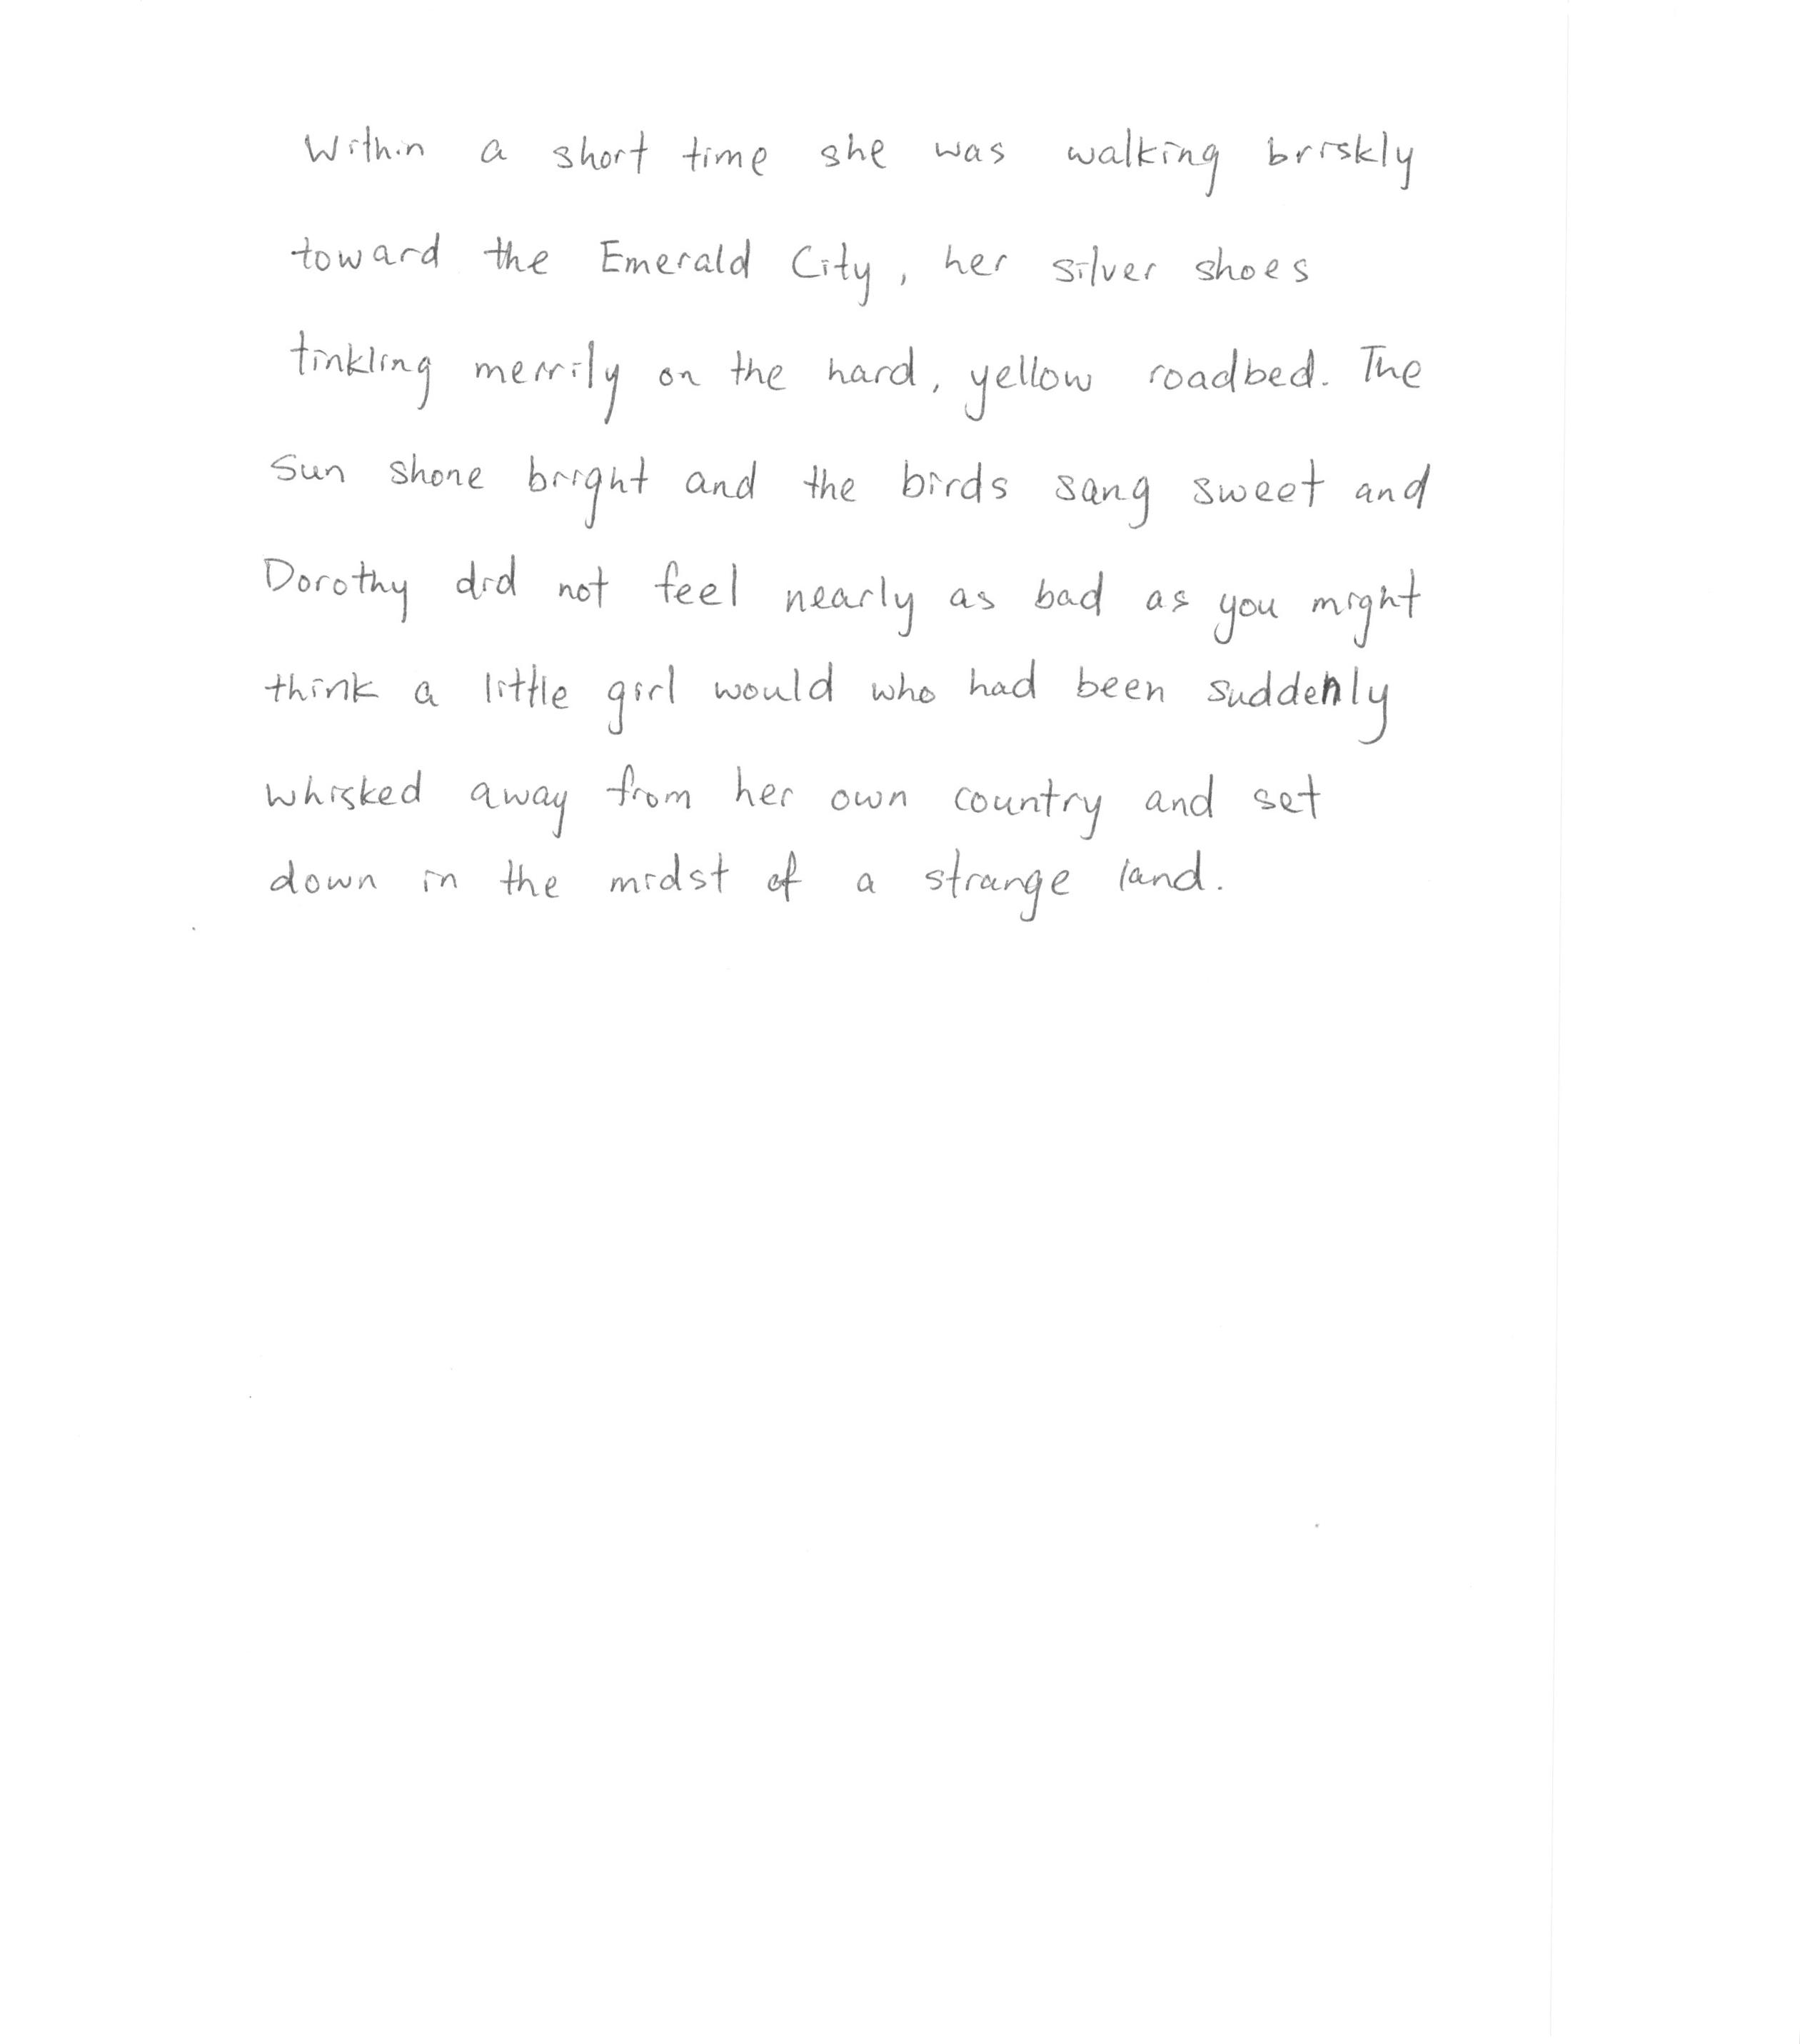 Within a short time she was walking briskly
toward the Emerald City, her silver shoes
tinkling merrily on the hard, yellow roadbed. The
sun shone bright and the birds sang sweet and
Dorothy did not feel nearly as bad as you might
think a little girl would who had been suddenly
whisked away from her own country and set
down in the midst of a strange land.